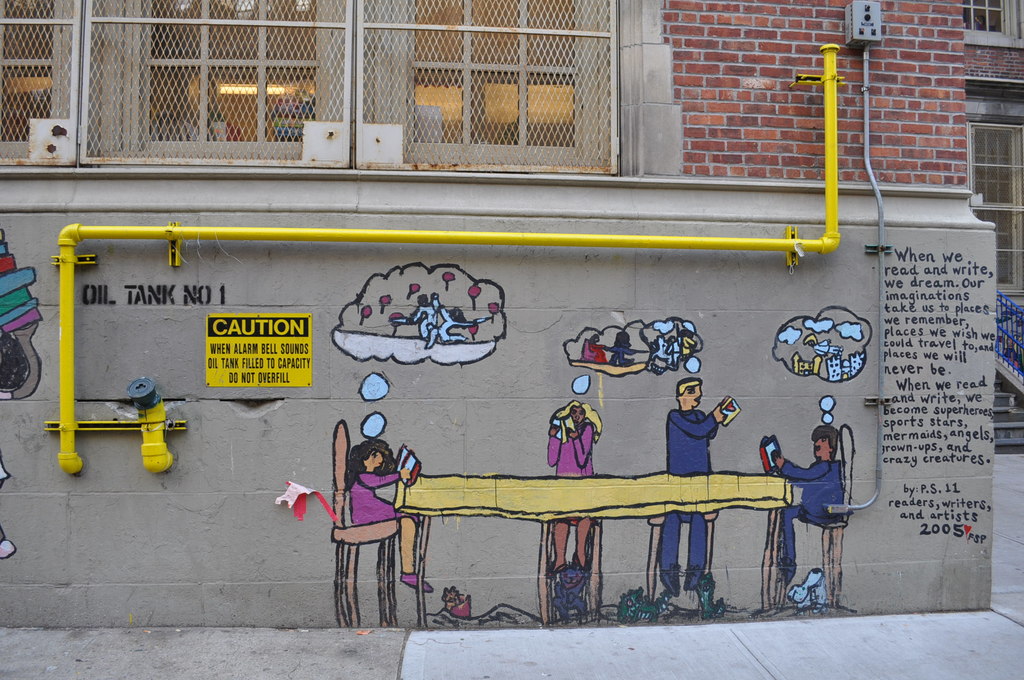 OIL TANK NO 1
CAUTION
WHEN ALARM BELL SOUNDS
OIL TANK FILLED TO CAPACITY
DO NOT OVERFILL
When we
read and write,
we dream. Our
imaginations
take us to places
we remember,
places we wish we
could travel to, and
places we will
never be.
When we read
and write, we
become superheroes,
sports stars,
mermaids, angels,
grown-ups, and
crazy creatures.
by: P.S. 11
readers, writers,
and artists
2005
FSP